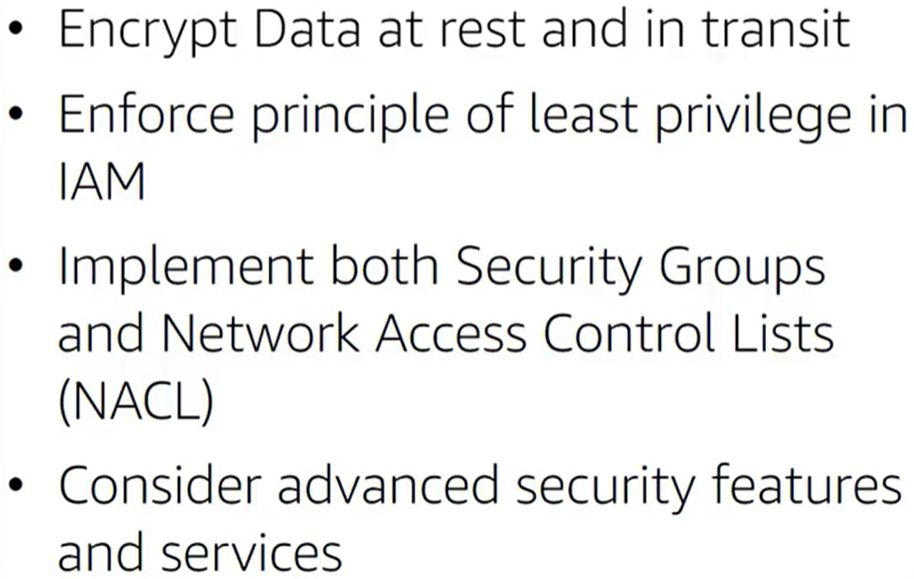 • Encrypt Data at rest and in transit
• Enforce principle of least privilege in
IAM
• Implement both Security Groups
and Network Access Control Lists
(NACL)
• Consider advanced security features
and services